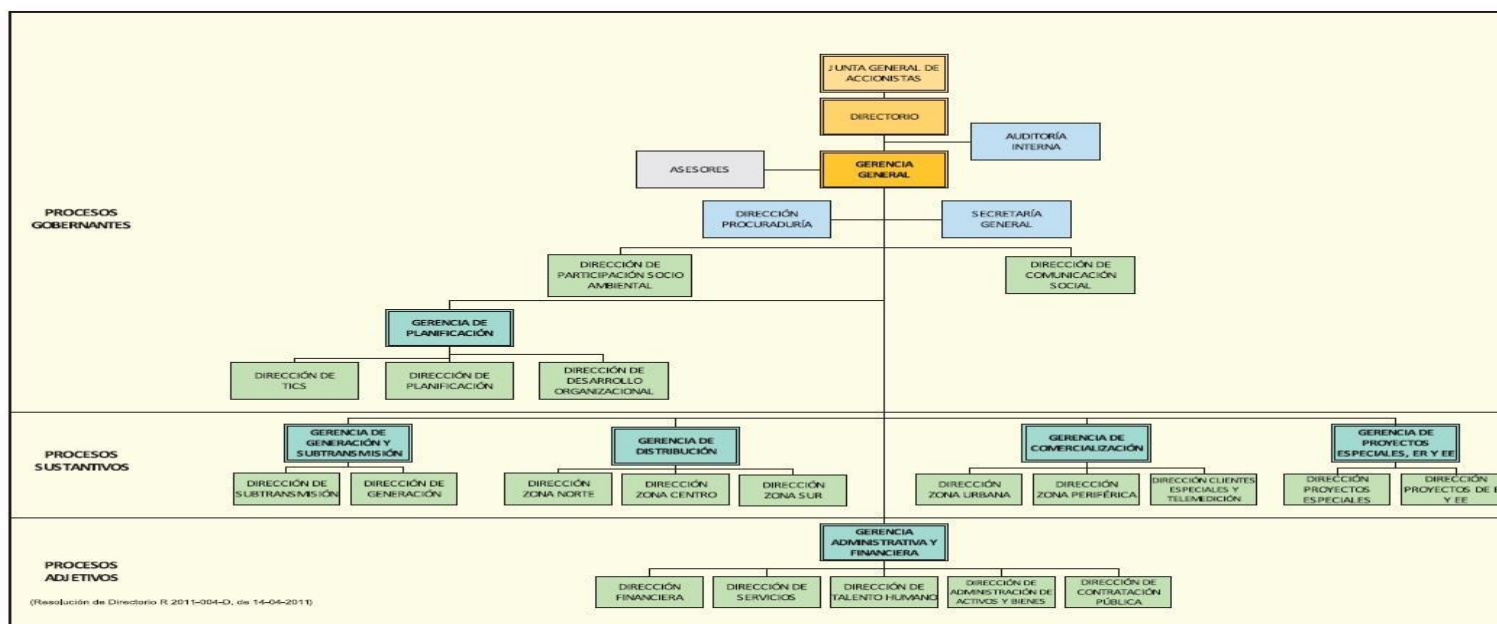 JUNTA GENERAL DE
ACCIONISTAS
DIRECTORIO
AUDITORÍA
INTERNA
ASESORES
GERENCIA
GENERAL
PROCESOS
GOBERNANTES
DIRECCIÓN
PROCURADURÍA
SECRETARÍA
GENERAL
DIRECCIÓN DE
PARTICIPACIÓN SOCIO
AMBIENTAL
DIRECCIÓN DE
COMUNICACIÓN
SOCIAL
GERENCIA DE
PLANIFICACIÓN
DIRECCIÓN DE
TICS
DIRECCIÓN DE
PLANIFICACIÓN
DIRECCIÓN DE
DESARROLLO
ORGANIZACIONAL
PROCESOS
SUSTANTIVOS
GERENCIA DE
GENERACIÓN Y
SUBTRANSMISIÓN
GERENCIA DE
DISTRIBUCIÓN
GERENCIA DE
COMERCIALIZACIÓN
GERENCIA DE
PROYECTOS
ESPECIALES, ER Y EE
DIRECCIÓN DE
SUBTRANSMISIÓN
DIRECCIÓN DE
GENERACIÓN
DIRECCIÓN
ZONA NORTE
DIRECCIÓN
ZONA CENTRO
DIRECCIÓN
ZONA SUR
DIRECCIÓN
ZONA URBANA
DIRECCIÓN
ZONA PERIFÉRICA
DIRECCIÓN CLIENTES
ESPECIALES Y
TELEMEDICIÓN
DIRECCIÓN
PROYECTOS
ESPECIALES
DIRECCIÓN
PROYECTOS DE
Y EE
PROCESOS
ADJETIVOS
GERENCIA
ADMINISTRATIVA Y
FINANCIERA
DIRECCIÓN
FINANCIERA
DIRECCIÓN DE
SERVICIOS
DIRECCIÓN DE
TALENTO HUMANO
DIRECCIÓN DE
ADMINISTRACIÓN DE
ACTIVOS Y BIENES
DIRECCIÓN DE
CONTRATACIÓN
PÚBLICA
(Resolución de Directorio R 2011-004-D, de 14-04-2011)